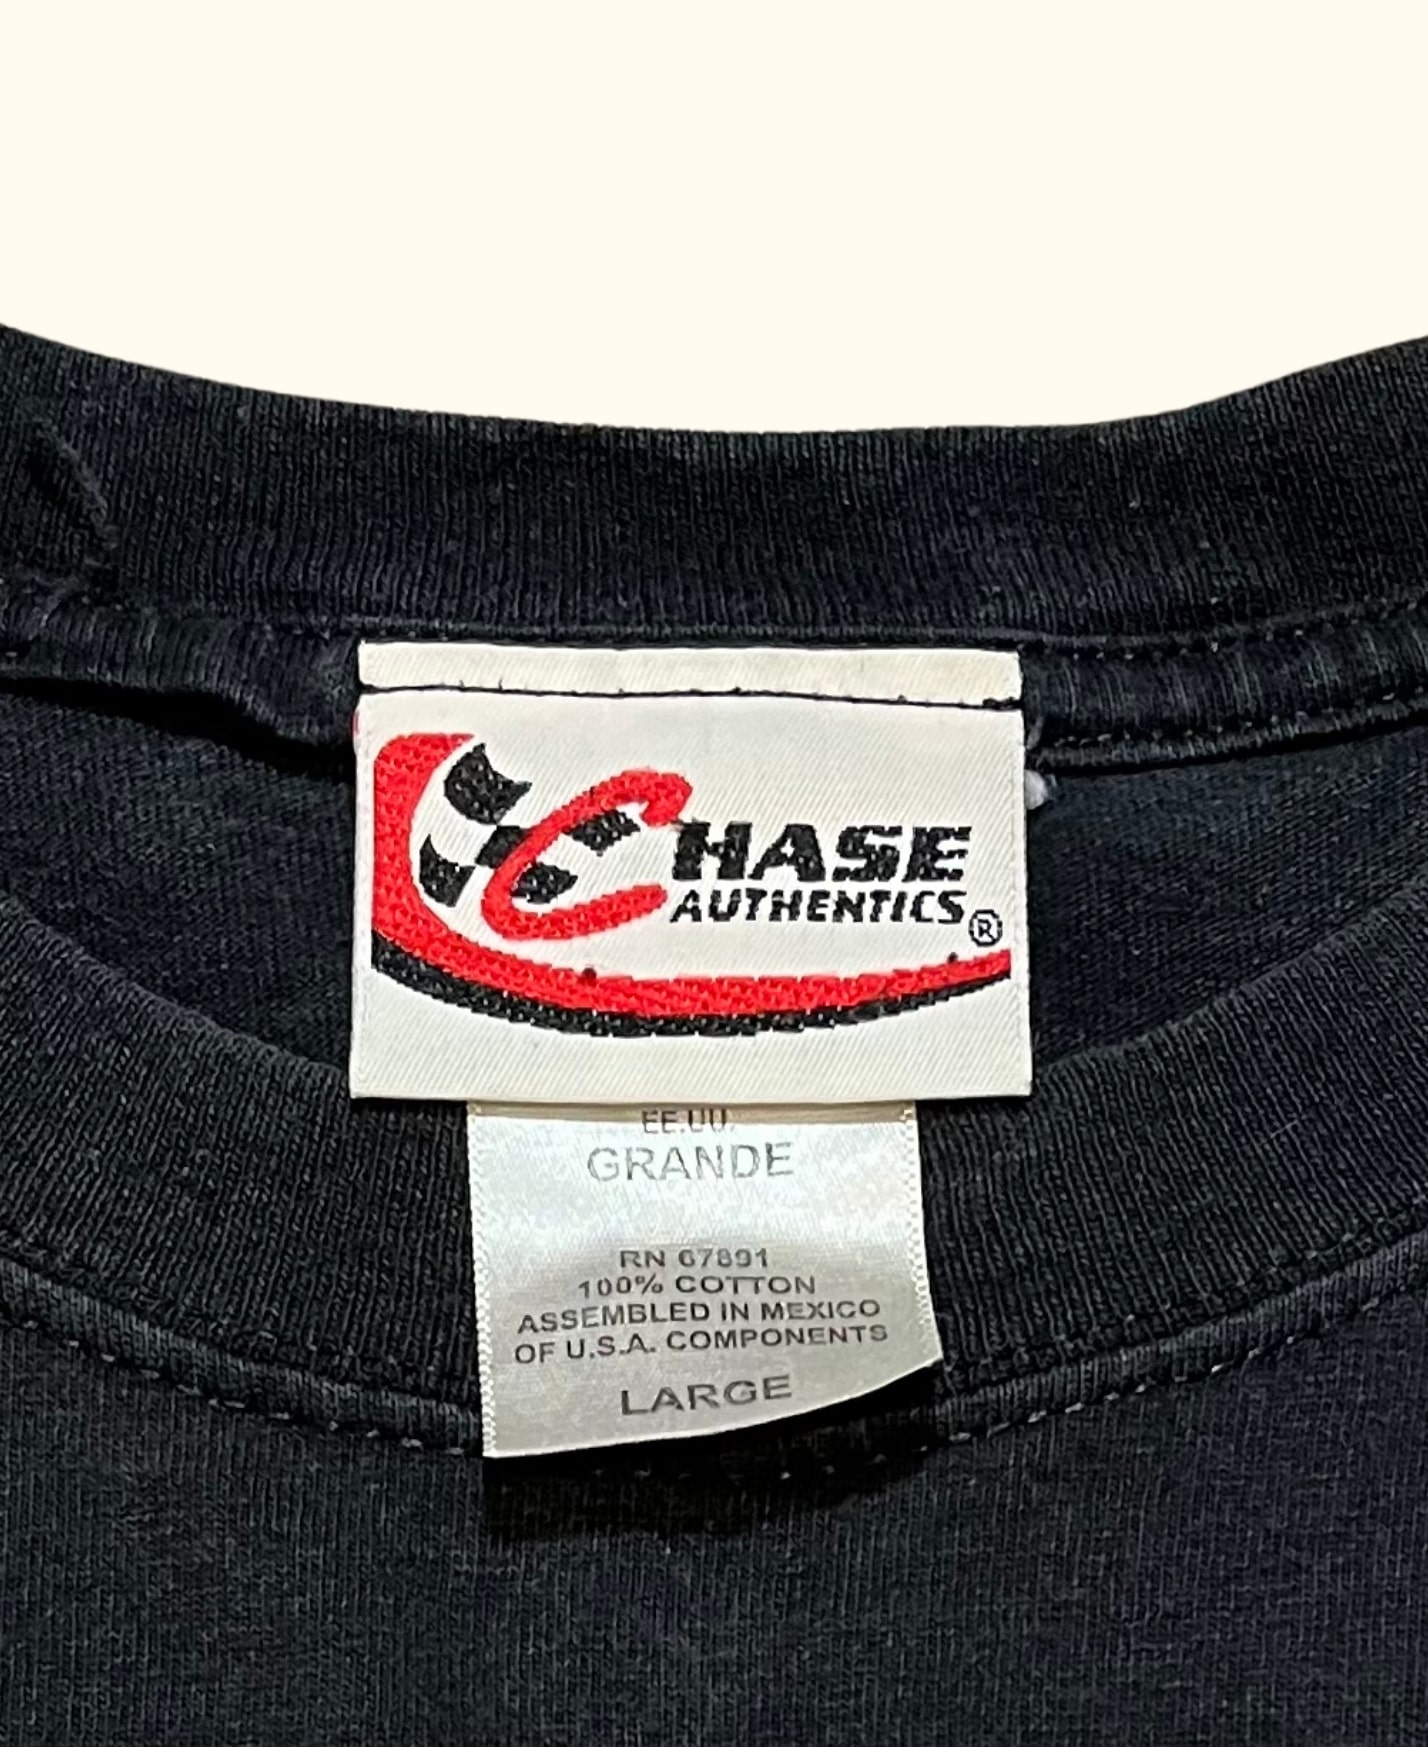 CHASE
AUTHENTICS ®
EE.UU.
GRANDE
RN 67891
100% COTTON
ASSEMBLED IN MEXICO
OF U.S.A. COMPONENTS
LARGE